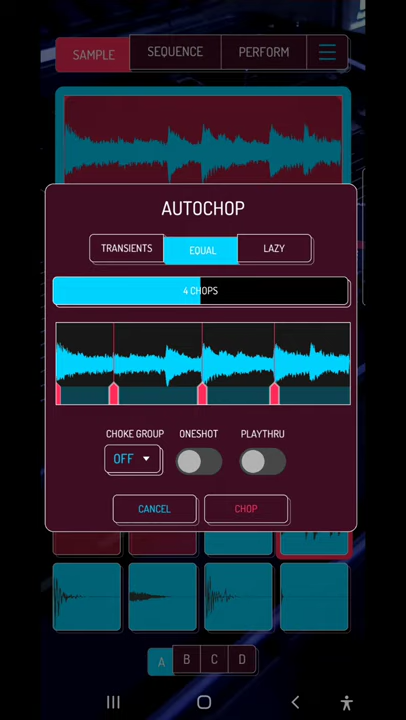 SAMPLE SEQUENCE PERFORM
AUTOCHOP
TRANSIENTS EQUAL LAZY
4 CHOPS
CHOKE GROUP ONESHOT PLAYTHRU
OFF
CANCEL CHOP
A B C D